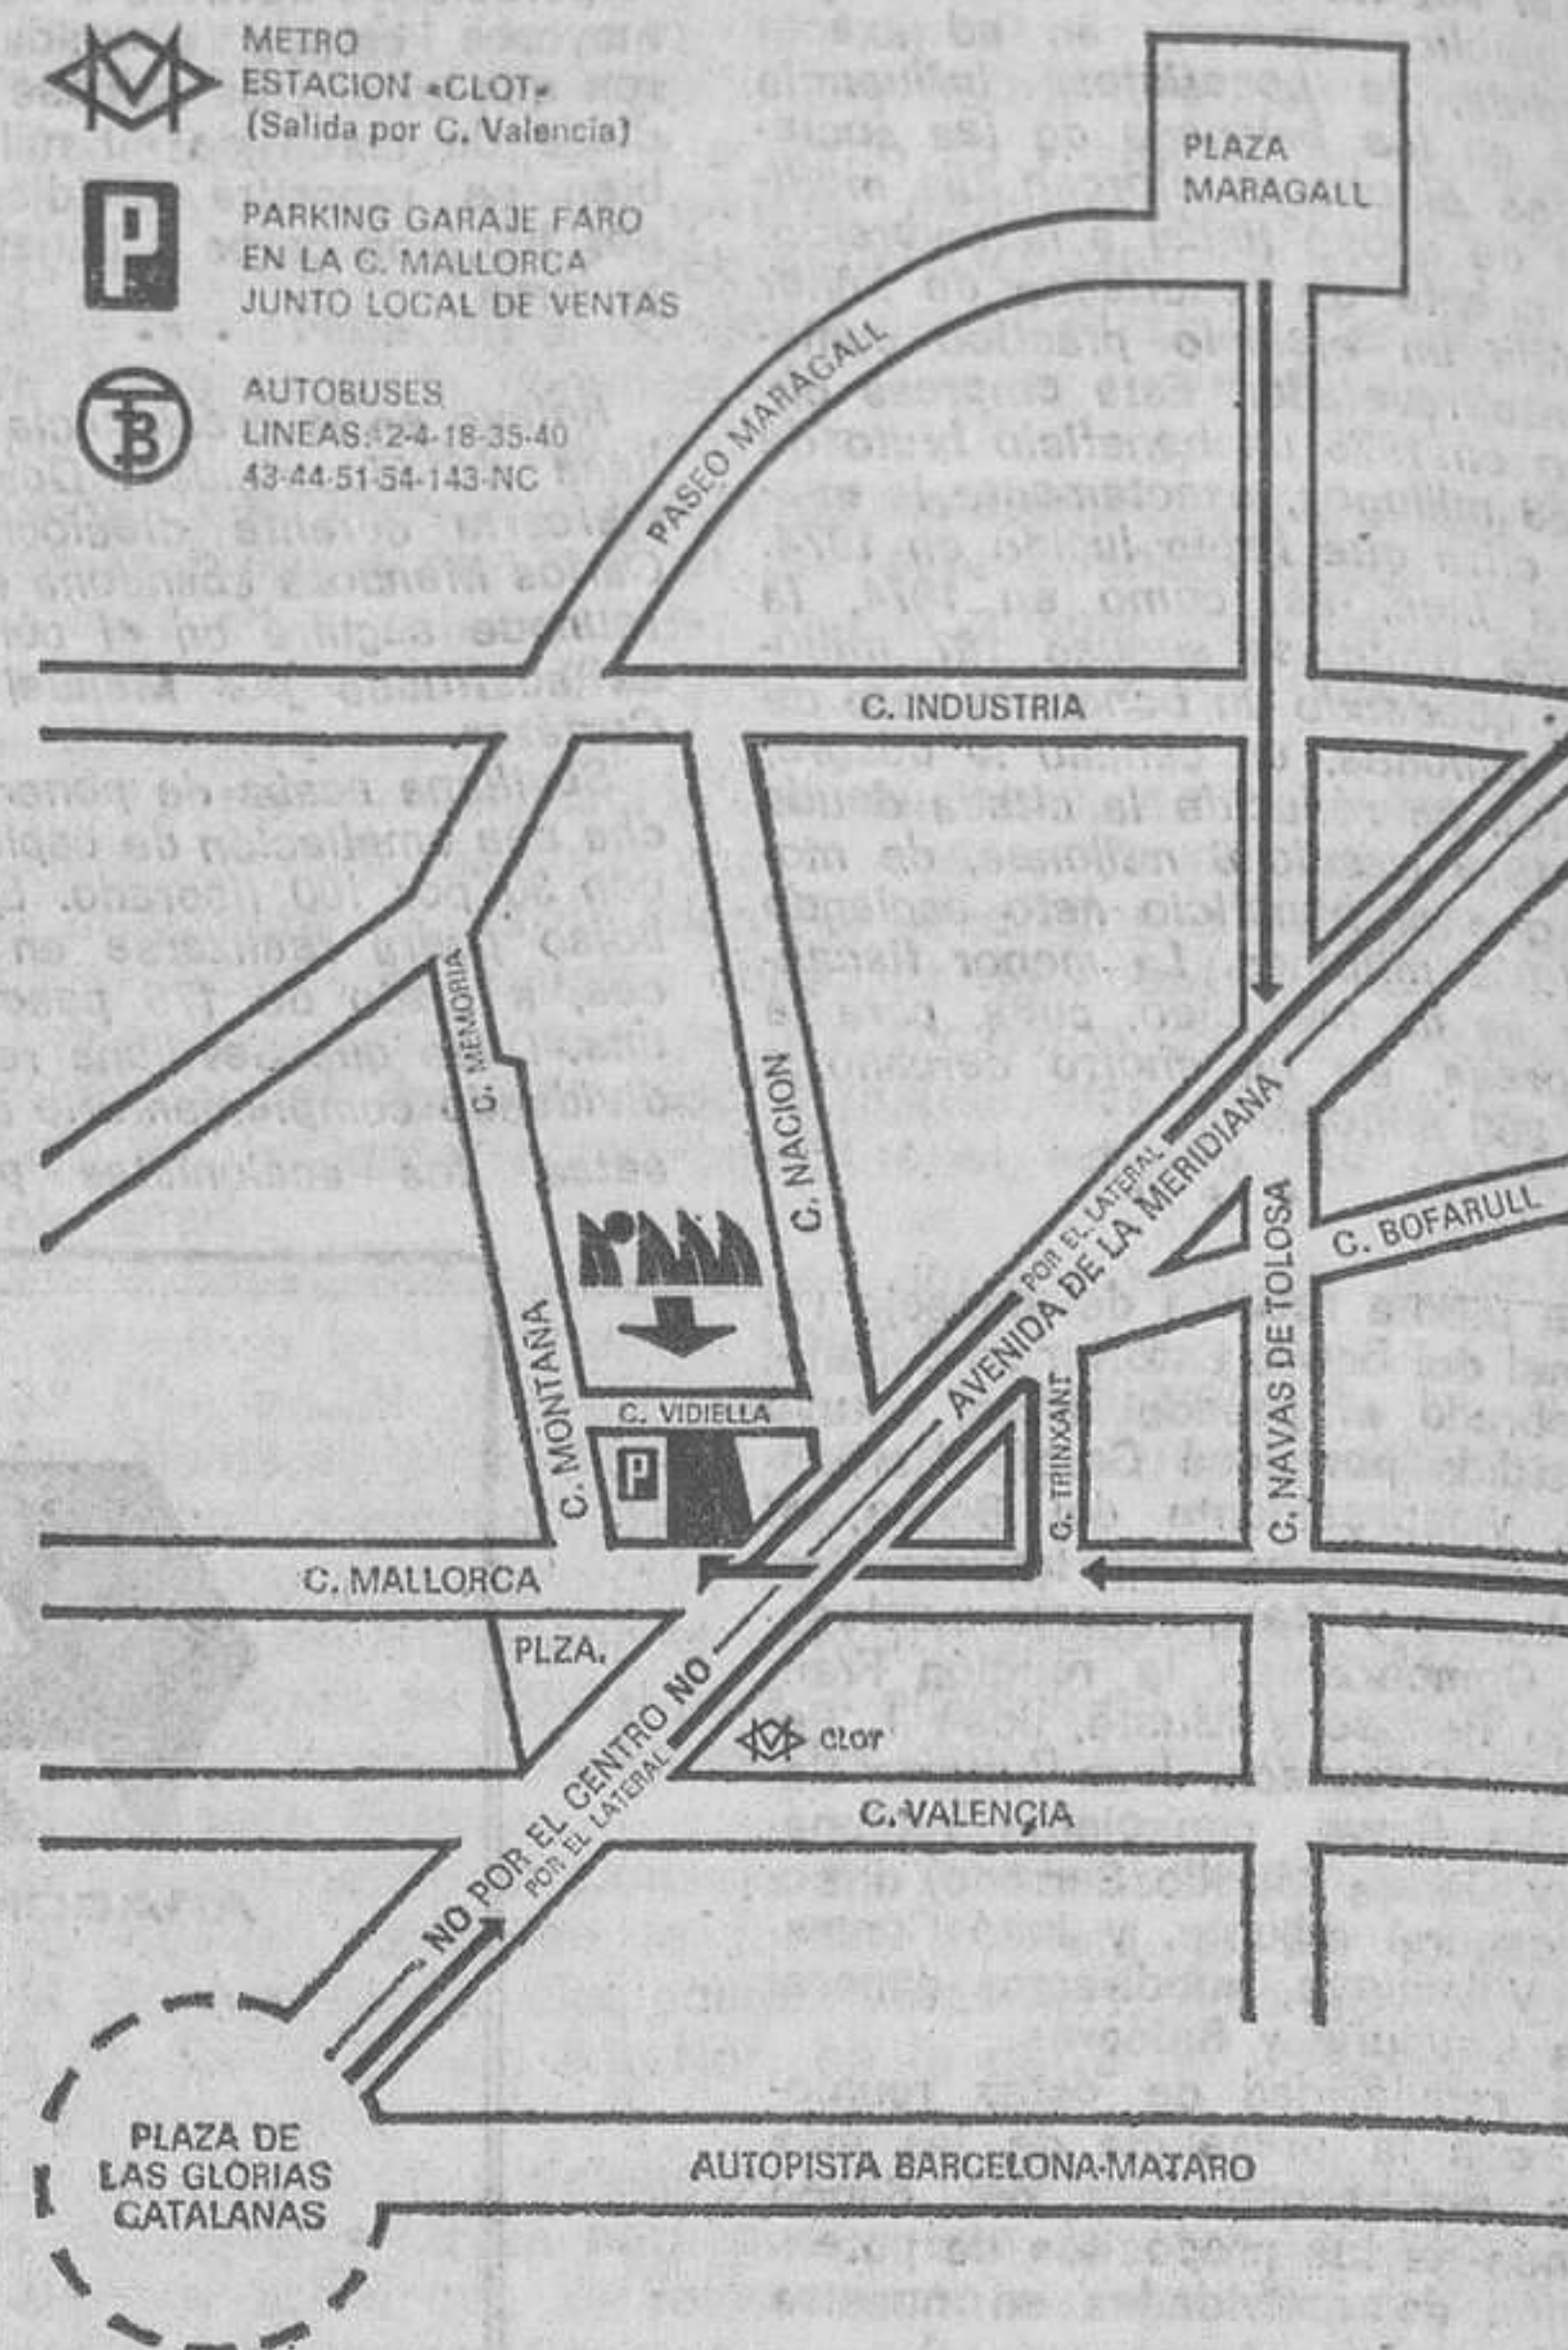 METRO
ESTACION «CLOT»
(Salida por C. Valencia)
P
PARKING GARAJE FARO
EN LA C. MALLORCA
JUNTO LOCAL DE VENTAS
AUTOBUSES
LINEAS: 2-4-18-35-40
43-44-51-54-143-NC
PLAZA
MARAGALL
PASEO MARAGALL
C. INDUSTRIA
C. MEMORIA
C. NACION
POR EL LATERAL
AVENIDA DE LA MERIDIANA
C. BOFARULL
C. NAVAS DE TOLOSA
C. MONTAÑA
C. VIDIELLA
P
C. TRINXANT
C. MALLORCA
PLZA.
NO POR EL CENTRO NO
POR EL LATERAL
CLOT
C. VALENCIA
PLAZA DE
LAS GLORIAS
CATALANAS
AUTOPISTA BARCELONA-MATARO